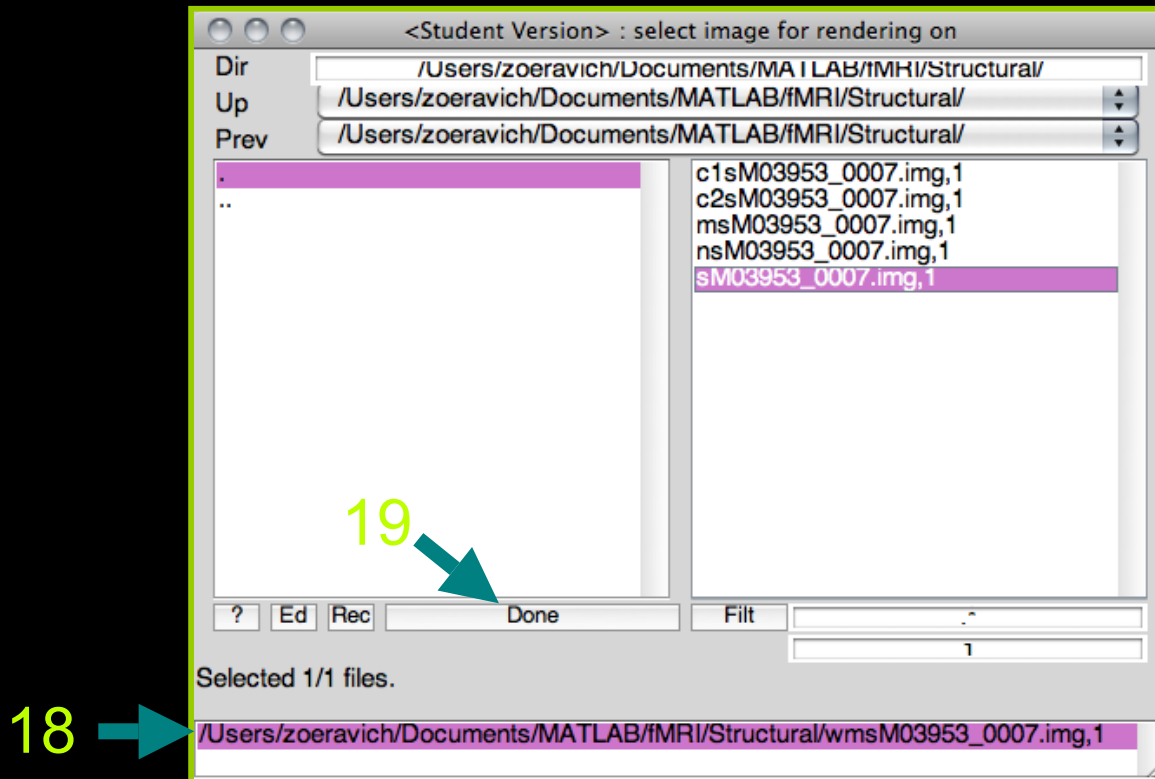 <Student Version> : select image for rendering on
Dir /Users/zoeravich/Documents/MATLAB/fMRI/Structural/
Up /Users/zoeravich/Documents/MATLAB/fMRI/Structural/
Prev /Users/zoeravich/Documents/MATLAB/fMRI/Structural/
.
..
c1sM03953_0007.img,1
c2sM03953_0007.img,1
msM03953_0007.img,1
nsM03953_0007.img,1
sM03953_0007.img,1
19
? Ed Rec Done Filt
1
Selected 1/1 files.
18 /Users/zoeravich/Documents/MATLAB/fMRI/Structural/wmsM03953_0007.img,1